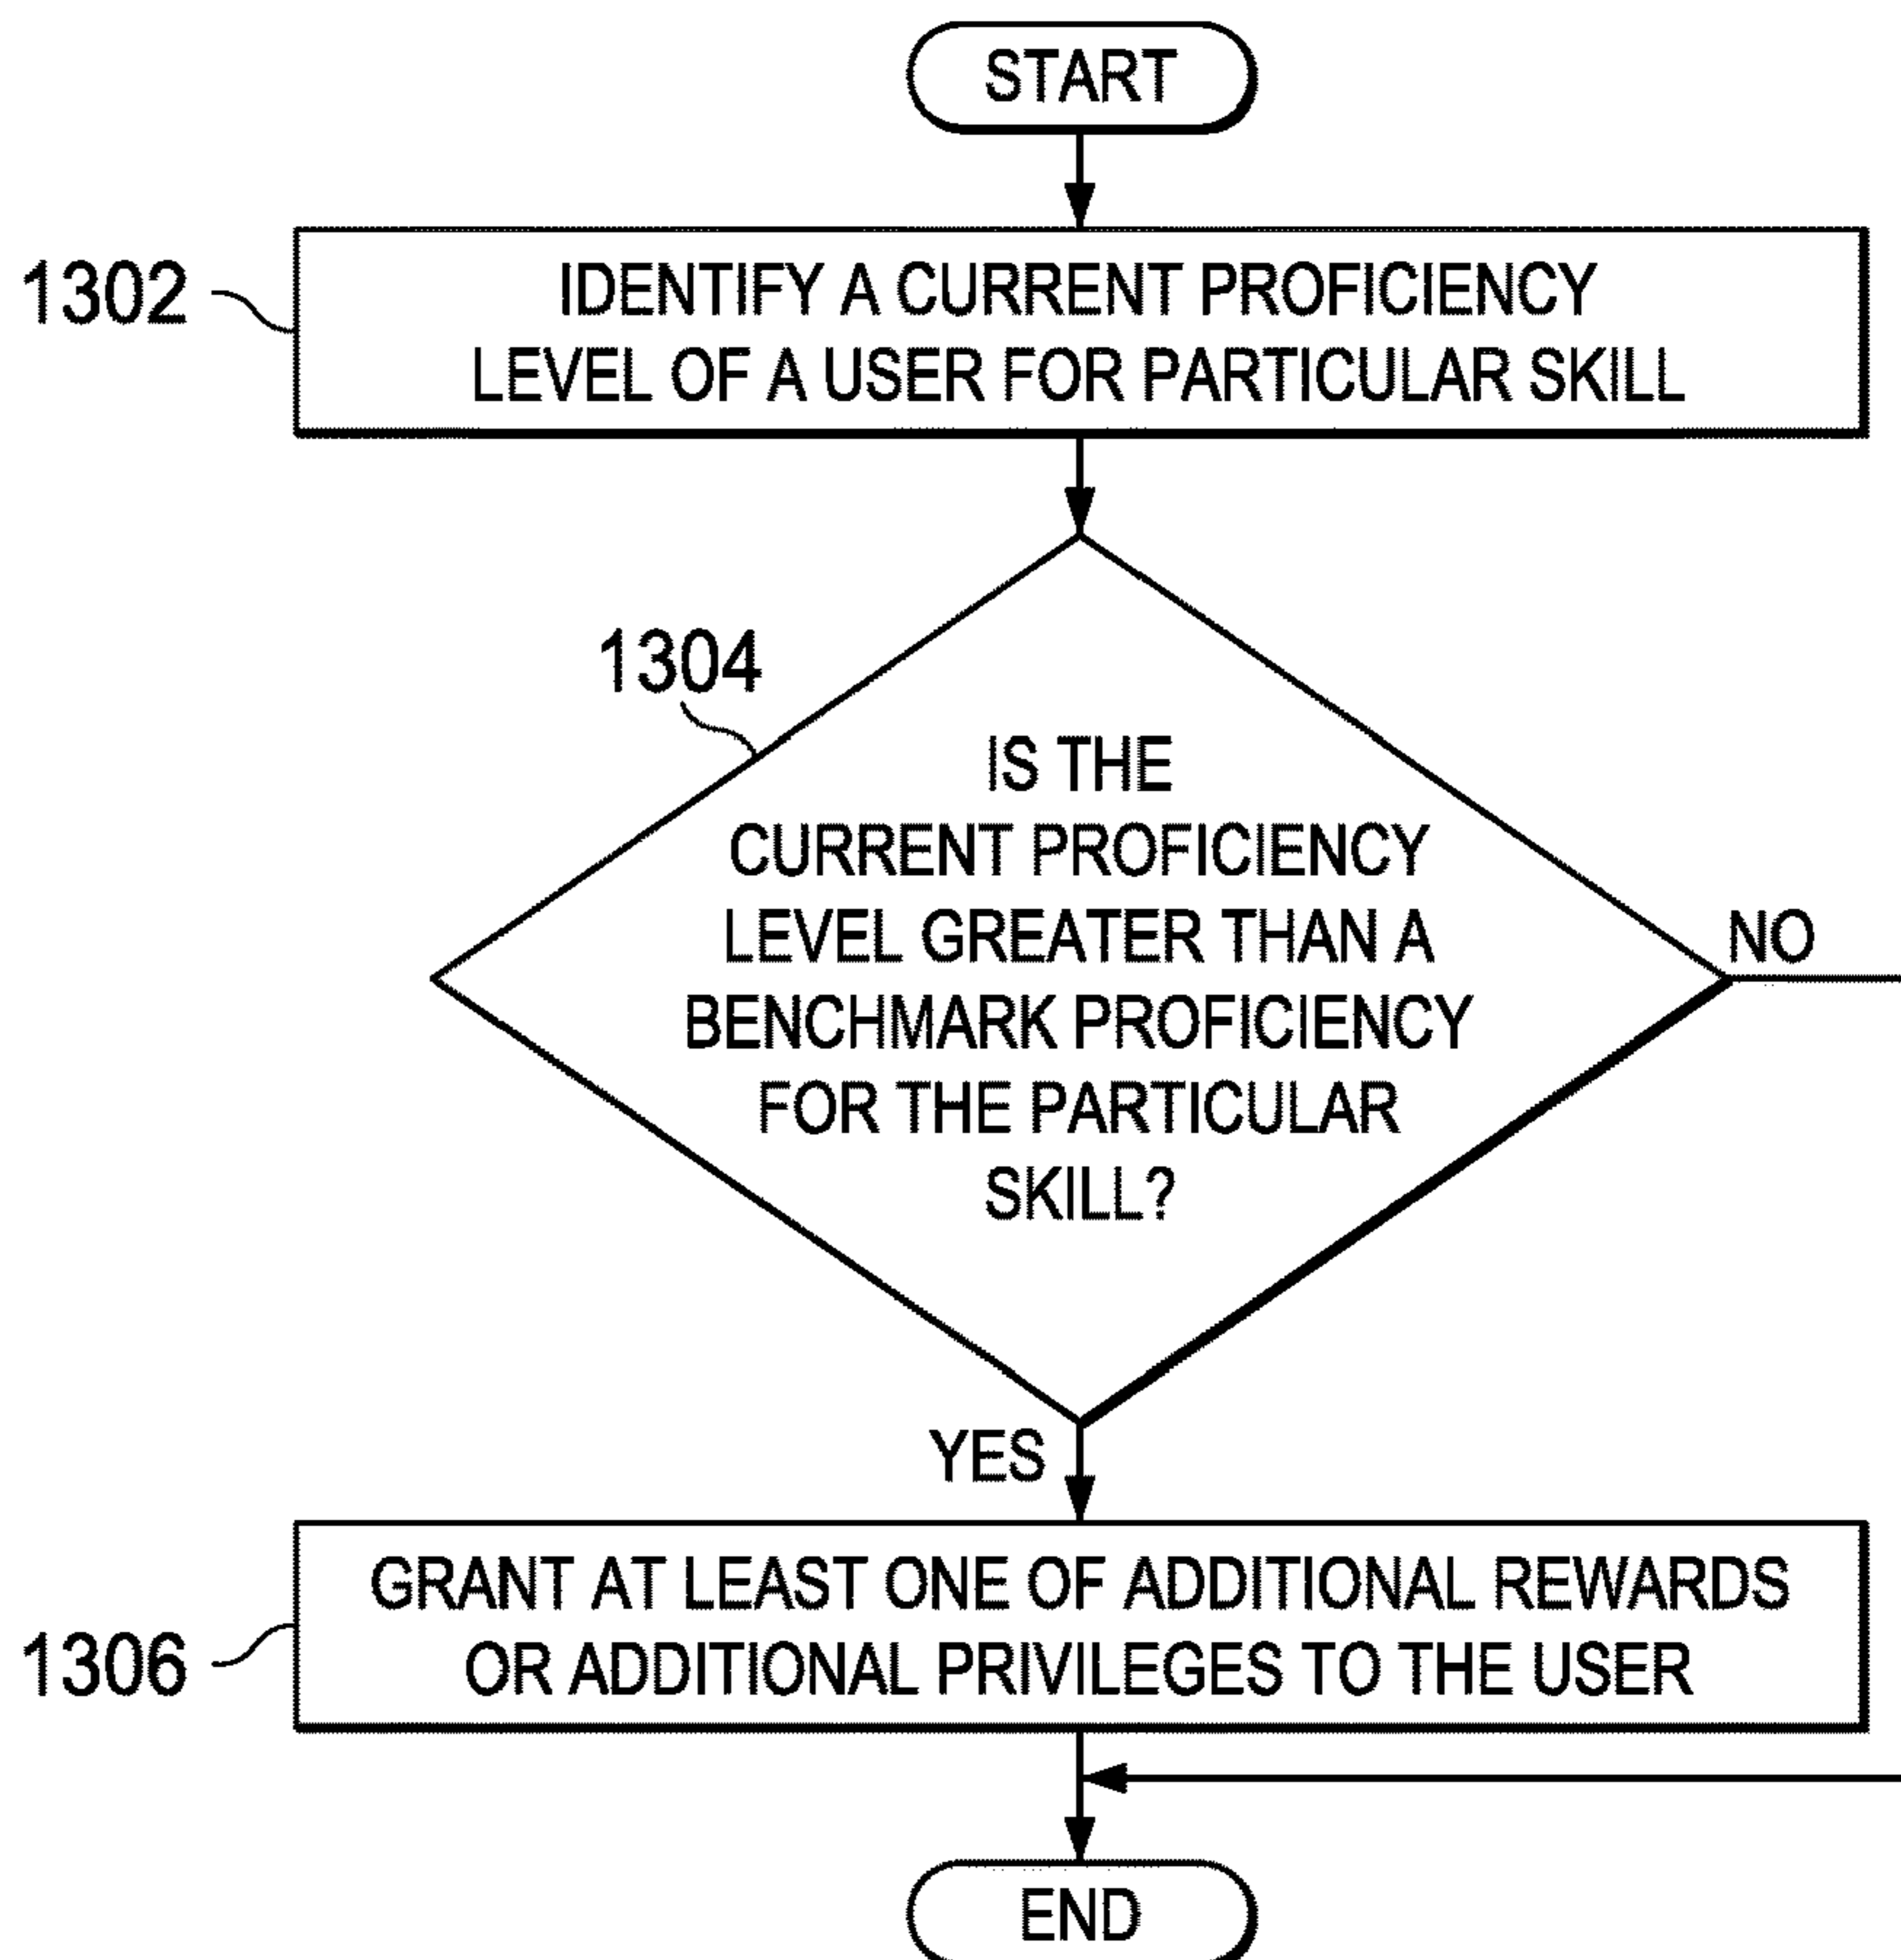 START
1302
IDENTIFY A CURRENT PROFICIENCY
LEVEL OF A USER FOR PARTICULAR SKILL
1304
IS THE
CURRENT PROFICIENCY
LEVEL GREATER THAN A
BENCHMARK PROFICIENCY
FOR THE PARTICULAR
SKILL?
NO
YES
1306
GRANT AT LEAST ONE OF ADDITIONAL REWARDS
OR ADDITIONAL PRIVILEGES TO THE USER
END